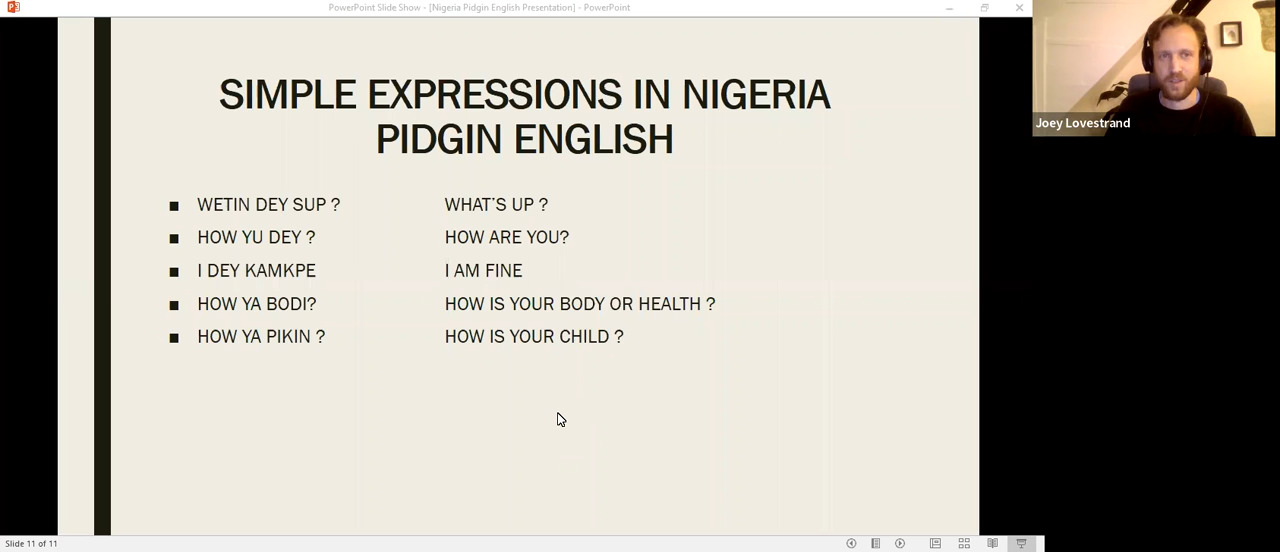 PowerPoint Slide Show - [Nigeria Pidgin English Presentation] - PowerPoint
SIMPLE EXPRESSIONS IN NIGERIA
PIDGIN ENGLISH
WETIN DEY SUP ? WHAT'S UP ?
HOW YU DEY ? HOW ARE YOU?
I DEY KAMKPE I AM FINE
HOW YA BODI? HOW IS YOUR BODY OR HEALTH ?
HOW YA PIKIN ? HOW IS YOUR CHILD ?
Joey Lovestrand
Slide 11 of 11